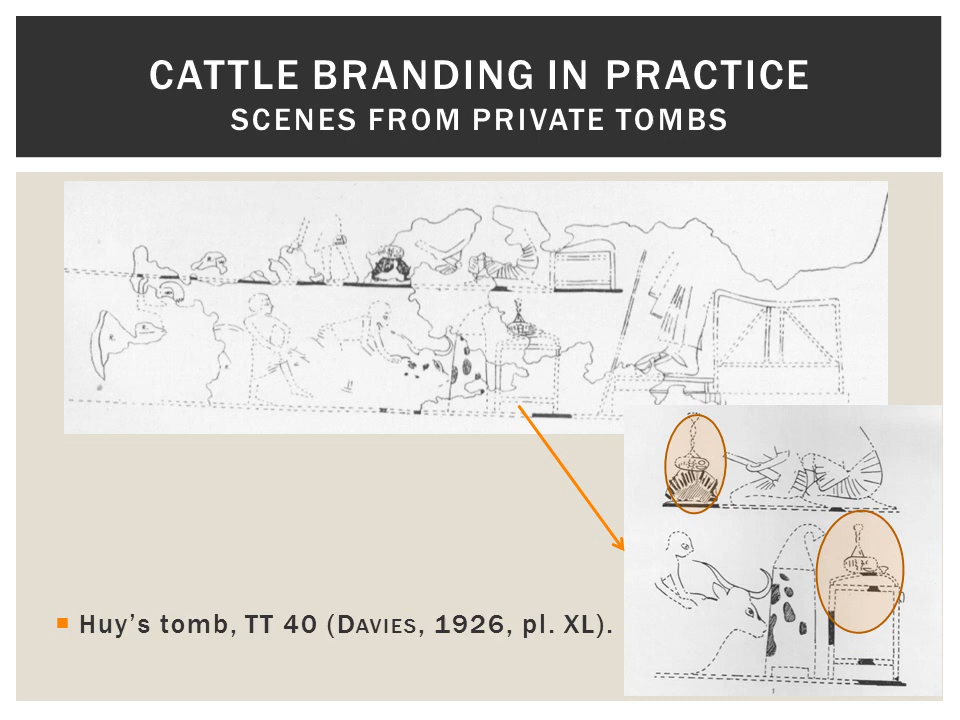 CATTLE BRANDING IN PRACTICE
SCENES FROM PRIVATE TOMBS
Huy’s tomb, TT 40 (DAVIES, 1926, pl. XL).